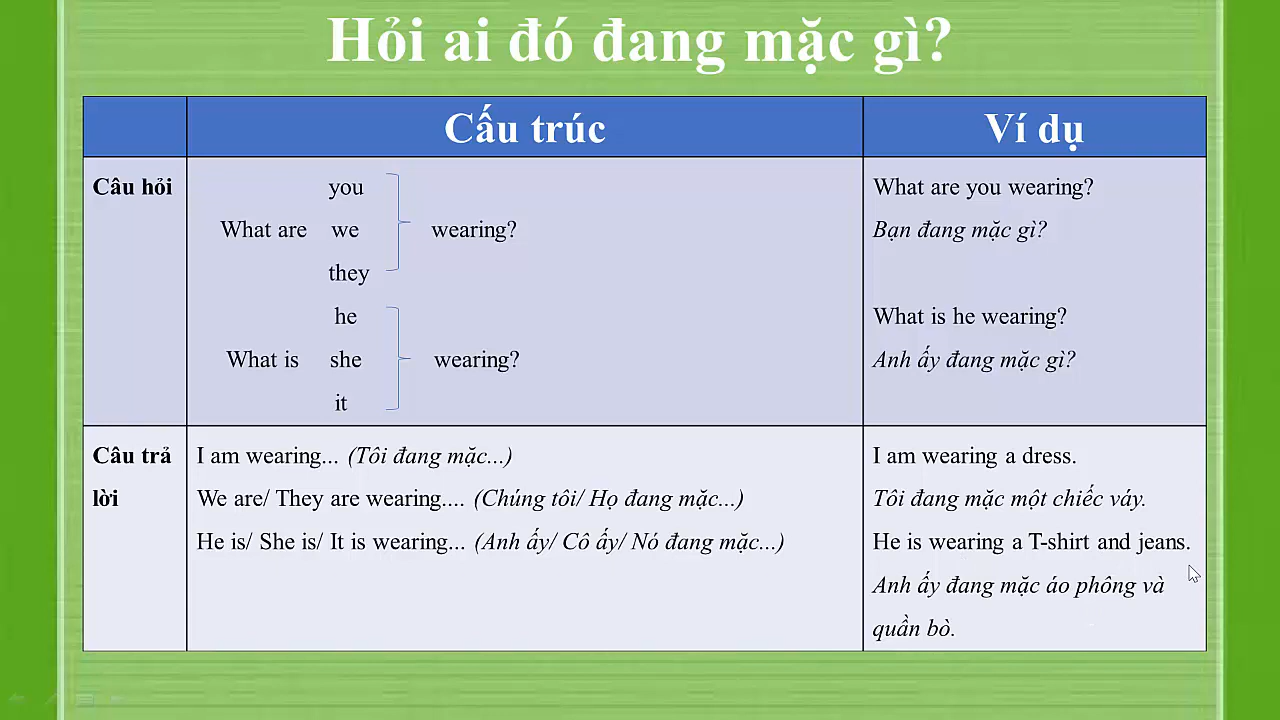 Hỏi ai đó đang mặc gì?
Cấu trúc
Ví dụ
Câu hỏi
you
What are we wearing?
they
he
What is she wearing?
it
What are you wearing?
Bạn đang mặc gì?
What is he wearing?
Anh ấy đang mặc gì?
Câu trả
lời
I am wearing... (Tôi đang mặc...)
We are/ They are wearing.... (Chúng tôi/ Họ đang mặc...)
He is/ She is/ It is wearing... (Anh ấy/ Cô ấy/ Nó đang mặc...)
I am wearing a dress.
Tôi đang mặc một chiếc váy.
He is wearing a T-shirt and jeans.
Anh ấy đang mặc áo phông và
quần bò.